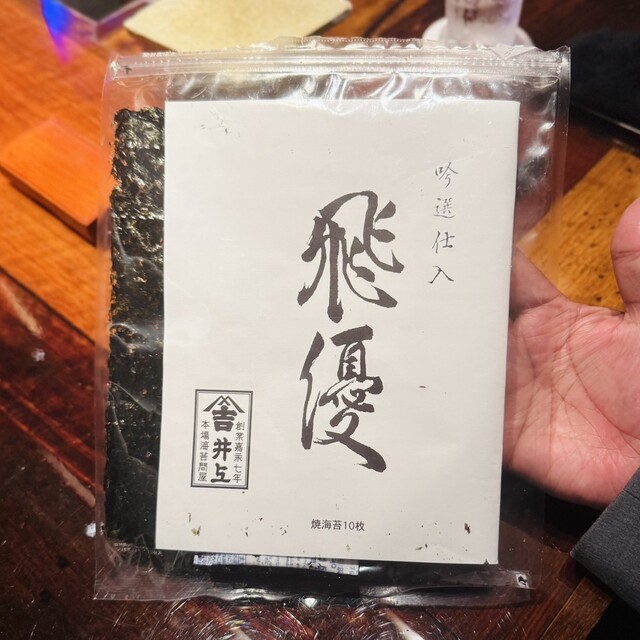 吟選仕入
飛優
創業嘉永七年
吉井上
本場海苔問屋
焼海苔10枚